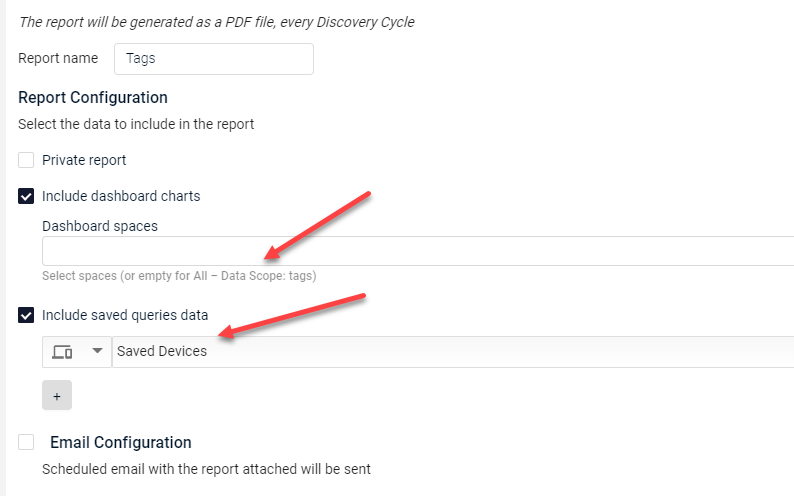 The report will be generated as a PDF file, every Discovery Cycle
Report name
Tags
Report Configuration
Select the data to include in the report
Private report
Include dashboard charts
Dashboard spaces
Select spaces (or empty for All – Data Scope: tags)
Include saved queries data
Saved Devices
+
Email Configuration
Scheduled email with the report attached will be sent